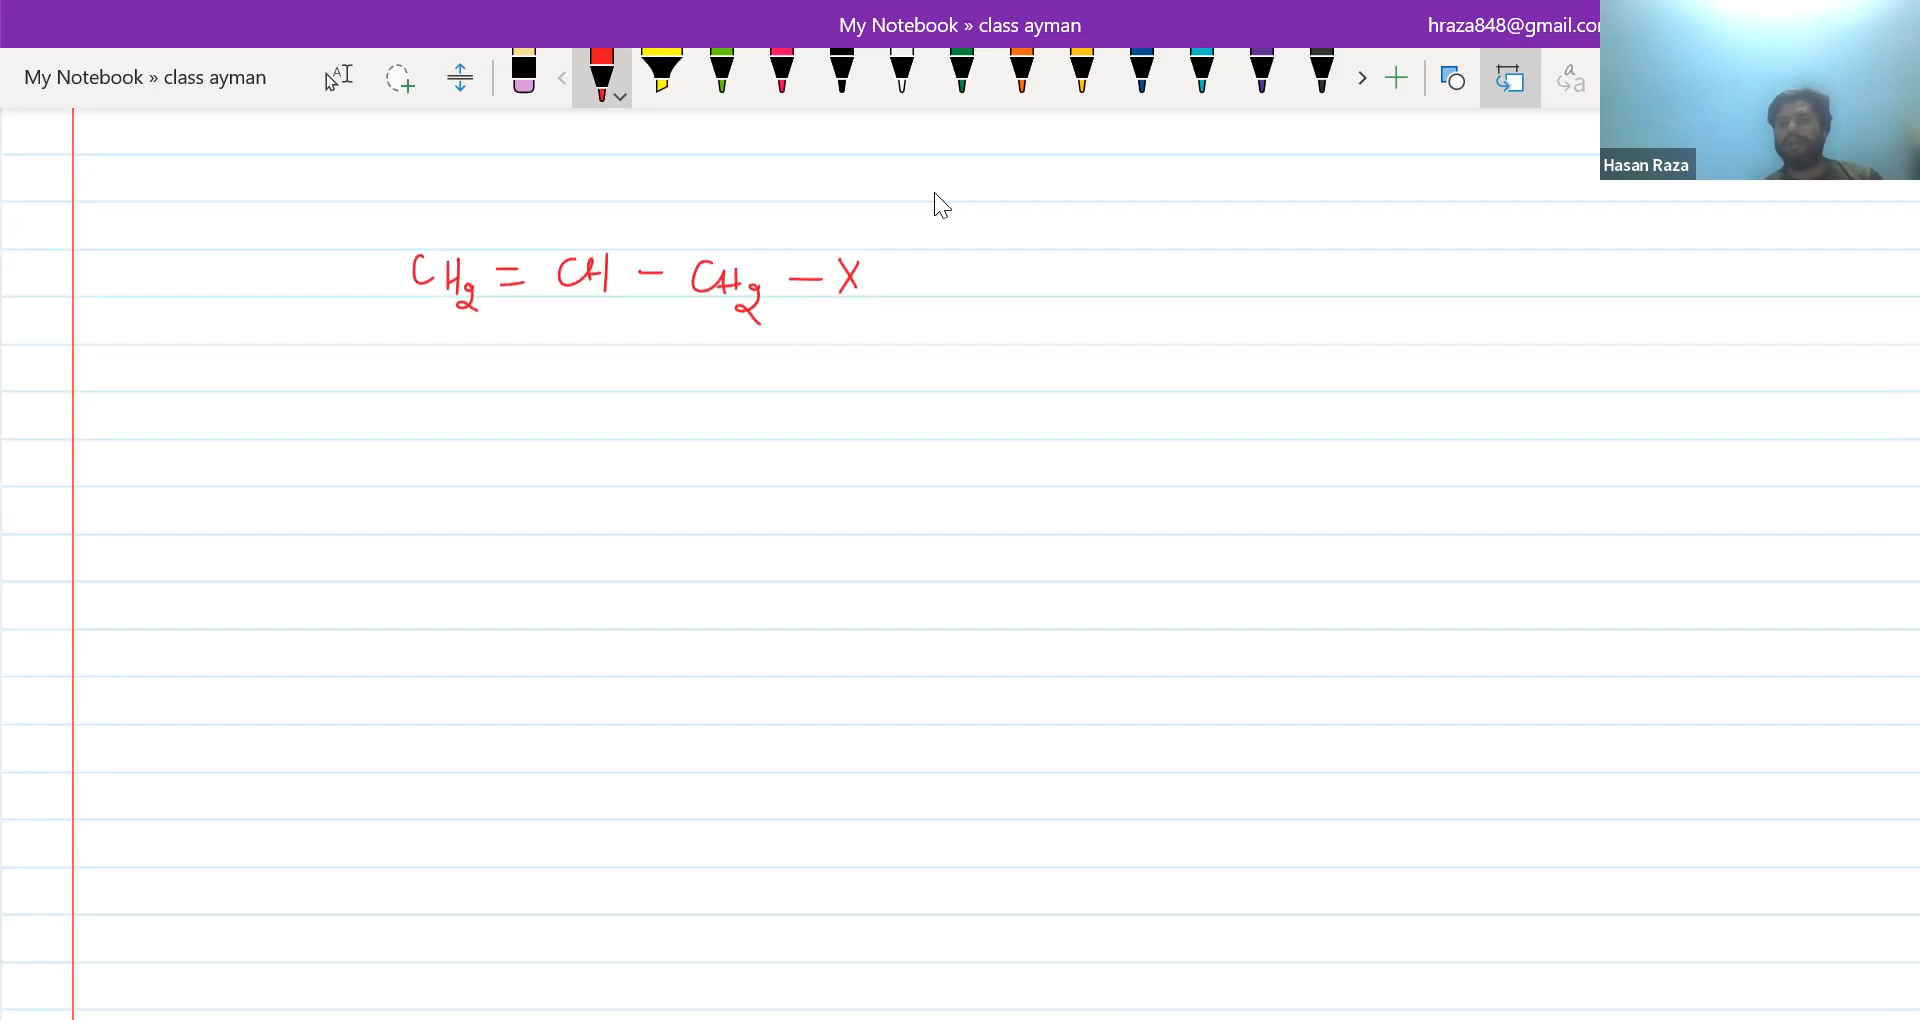 My Notebook » class ayman
hraza848@gmail.co
My Notebook » class ayman
Hasan Raza
CH₂ = CH - CH₂ - X